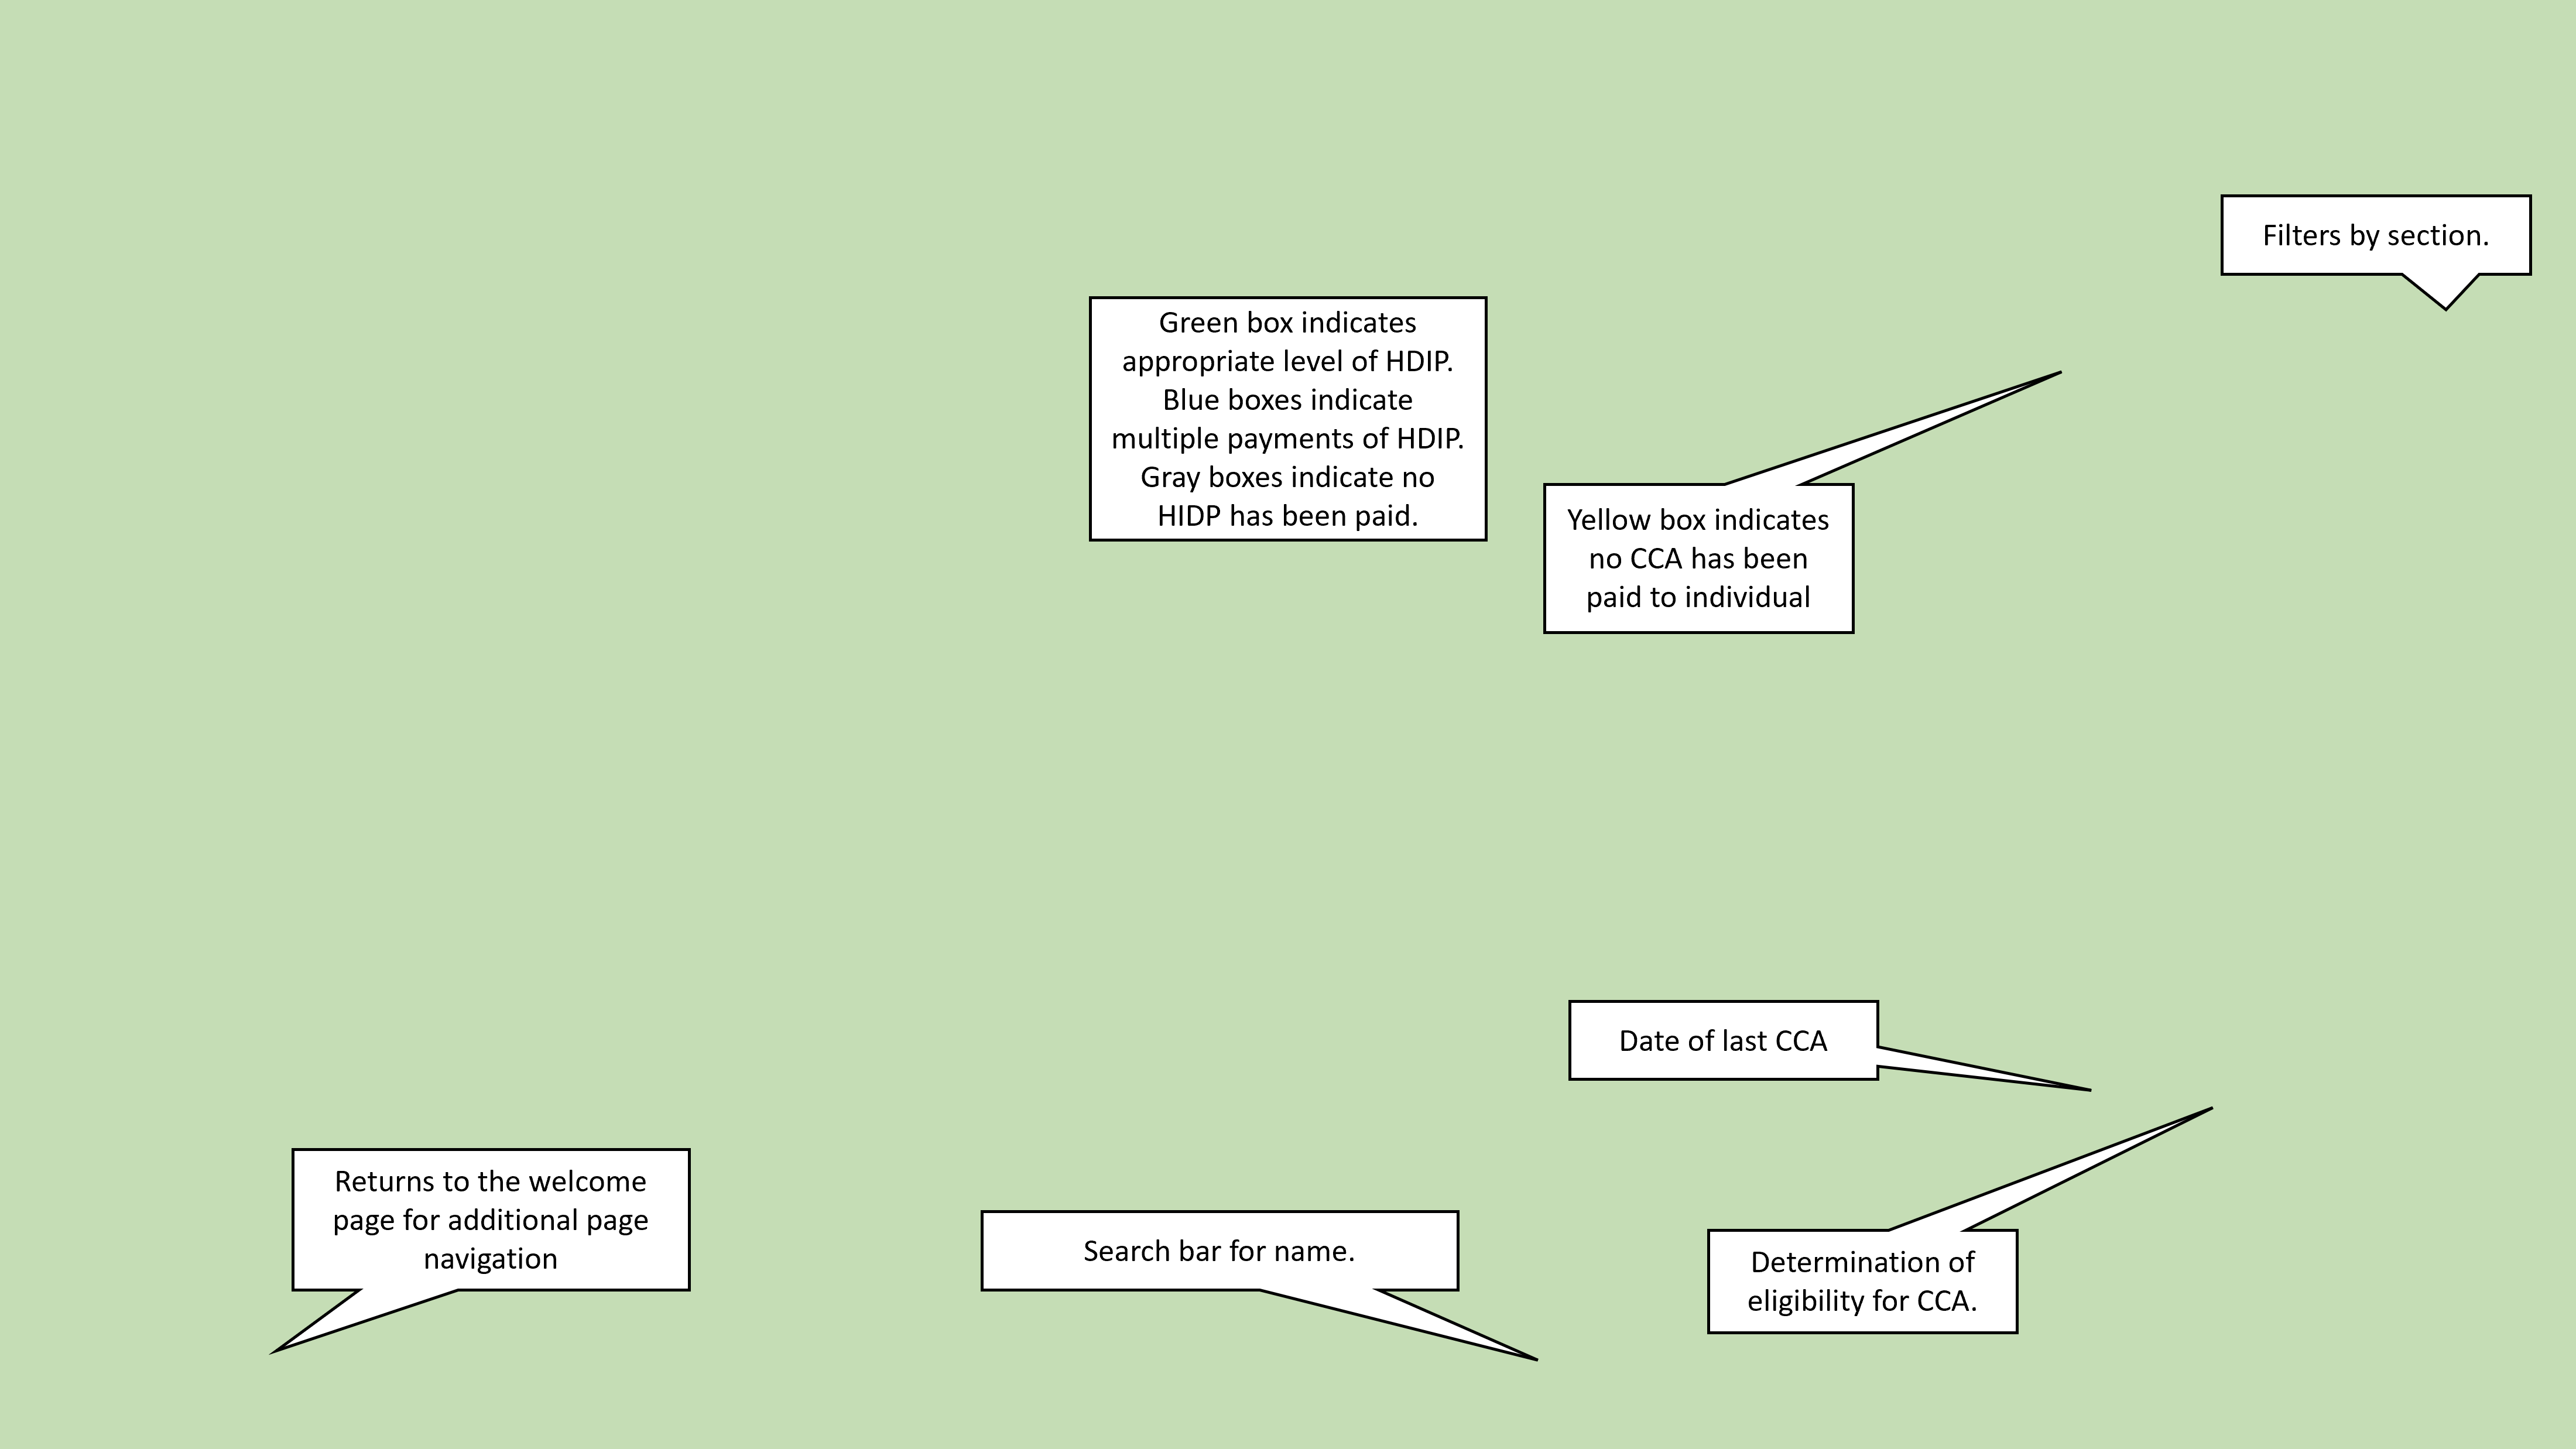 Filters by section.
Green box indicates
appropriate level of HDIP.
Blue boxes indicate
multiple payments of HDIP.
Gray boxes indicate no
HIDP has been paid.
Yellow box indicates
no CCA has been
paid to individual
Date of last CCA
Returns to the welcome
page for additional page
navigation
Search bar for name.
Determination of
eligibility for CCA.